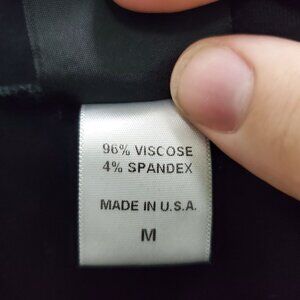 96% VISCOSE
4% SPANDEX
MADE IN U.S.A.
M